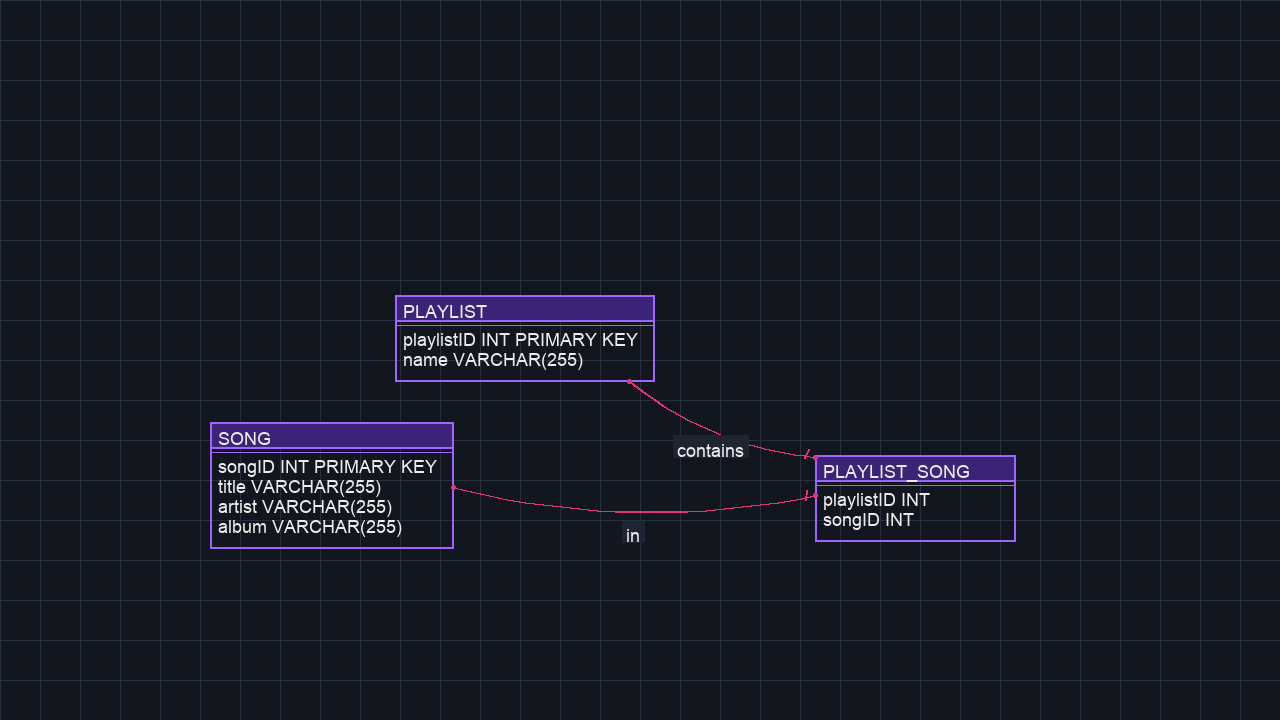 PLAYLIST
playlistID INT PRIMARY KEY
name VARCHAR(255)
SONG
songID INT PRIMARY KEY
title VARCHAR(255)
artist VARCHAR(255)
album VARCHAR(255)
contains
in
PLAYLIST_SONG
playlistID INT
songID INT